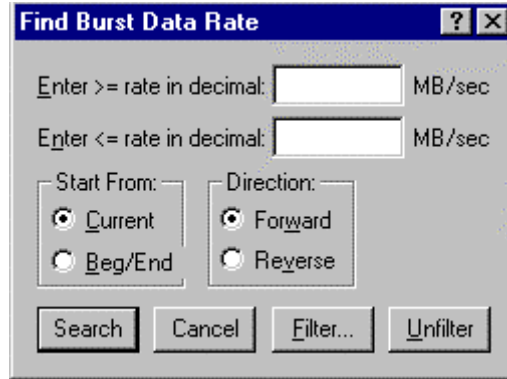 Find Burst Data Rate
Enter >= rate in decimal: MB/sec
Enter <= rate in decimal: MB/sec
Start From: Direction:
Current Forward
Beg/End Reverse
Search Cancel Filter... Unfilter